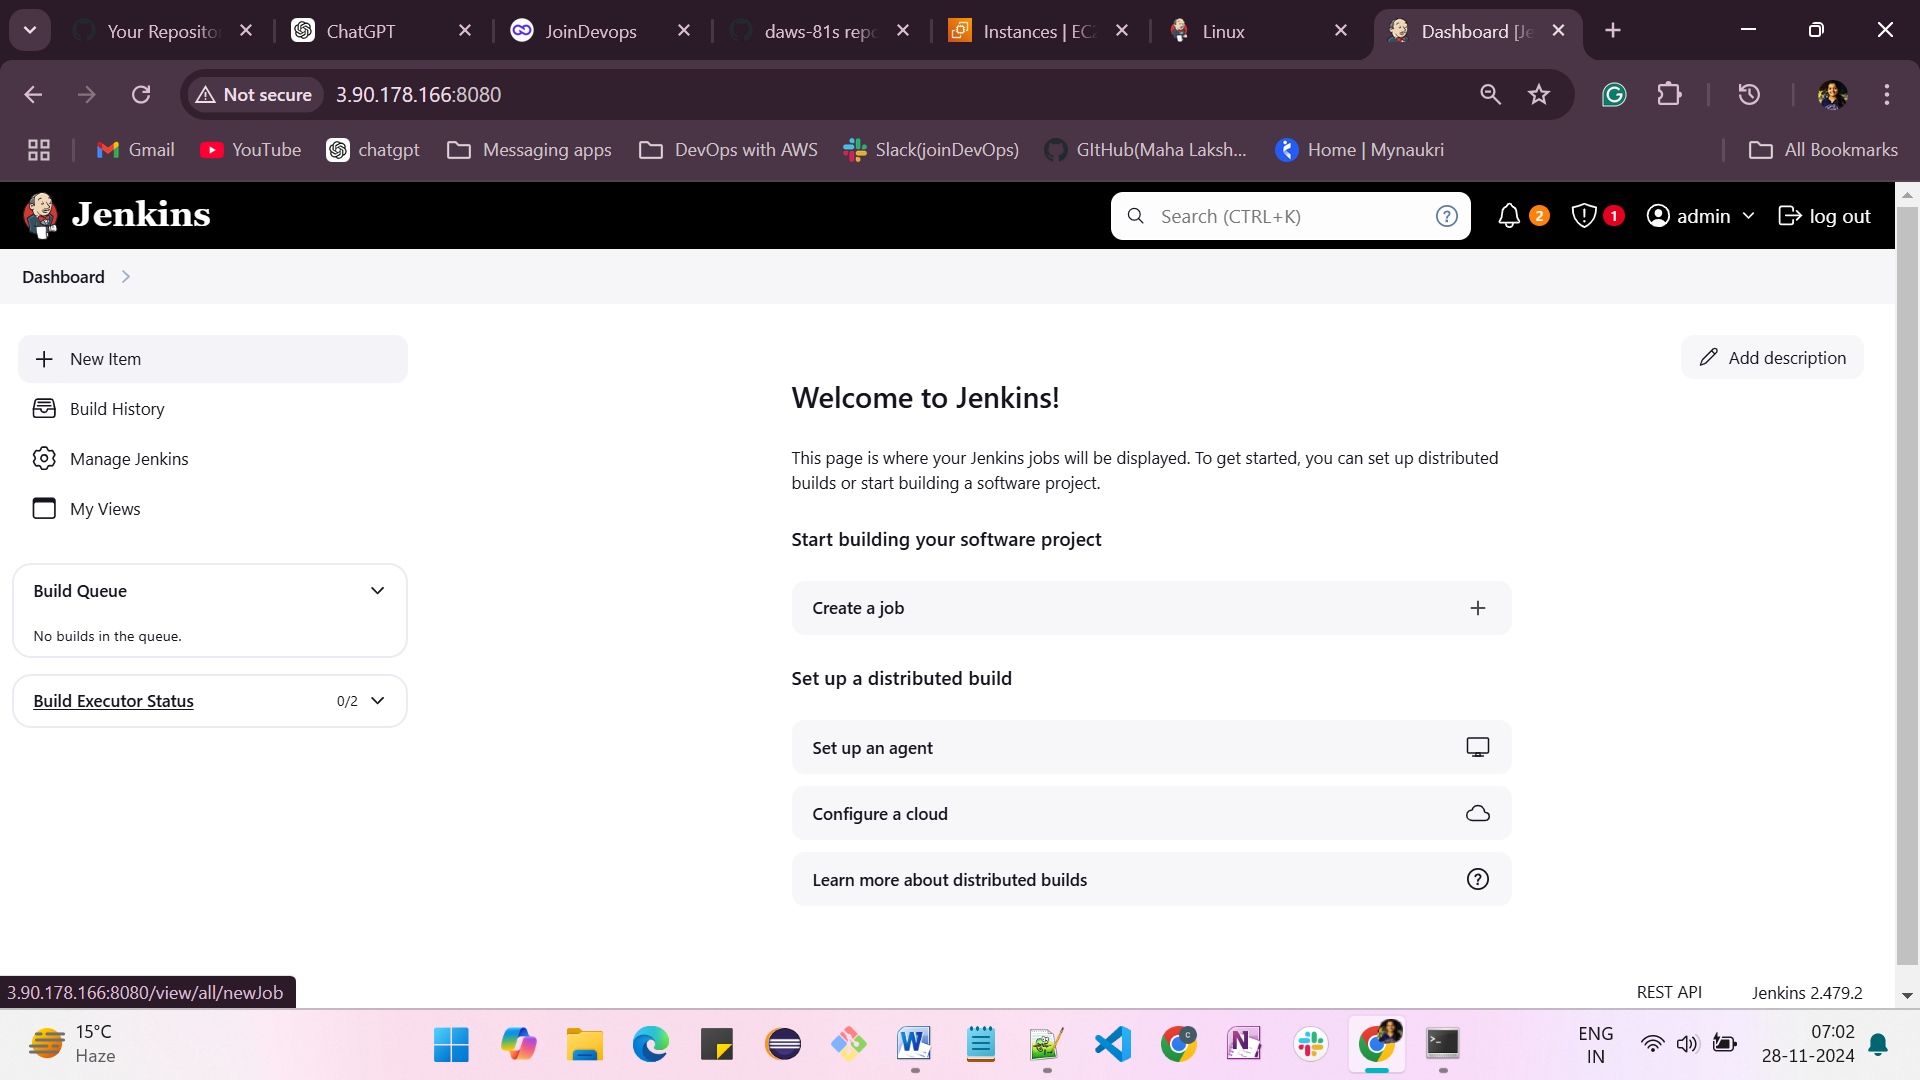 Your Reposito
ChatGPT
JoinDevops
daws-81s repo
Instances | EC2
Linux
Dashboard [Je
Not secure
3.90.178.166:8080
Gmail
YouTube
chatgpt
Messaging apps
DevOps with AWS
Slack(joinDevOps)
GItHub(Maha Laksh...
Home | Mynaukri
All Bookmarks
Jenkins
Search (CTRL+K)
2
1
admin
log out
Dashboard
New Item
Add description
Build History
Manage Jenkins
My Views
Welcome to Jenkins!
This page is where your Jenkins jobs will be displayed. To get started, you can set up distributed
builds or start building a software project.
Start building your software project
Create a job
Build Queue
No builds in the queue.
Build Executor Status
0/2
Set up a distributed build
Set up an agent
Configure a cloud
Learn more about distributed builds
3.90.178.166:8080/view/all/newJob
REST API
Jenkins 2.479.2
15°C
Haze
ENG
IN
07:02
28-11-2024